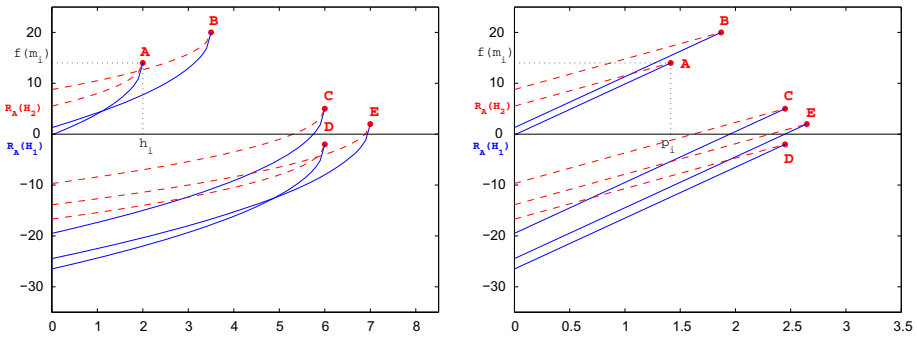 20
f(m_i)
10
R_A(H_2)
0
R_A(H_1)
−10
−20
−30
A
B
C
D
E
h_i
0 1 2 3 4 5 6 7 8
20
f(m_i)
10
R_A(H_2)
0
R_A(H_1)
−10
−20
−30
B
A
C
E
D
p_i
0 0.5 1 1.5 2 2.5 3 3.5